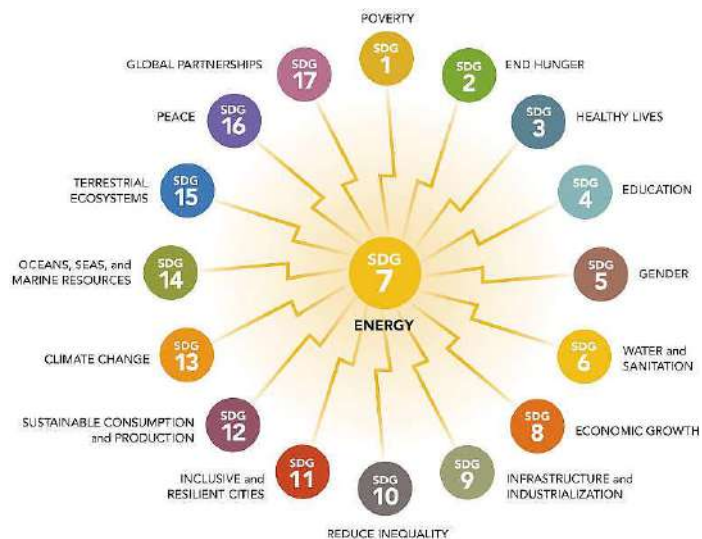 POVERTY
SDG
1
SDG
2
END HUNGER
SDG
3
HEALTHY LIVES
SDG
4
EDUCATION
SDG
5
GENDER
SDG
6
WATER and
SANITATION
SDG
8
ECONOMIC GROWTH
SDG
9
INFRASTRUCTURE and
INDUSTRIALIZATION
SDG
10
REDUCE INEQUALITY
SDG
11
INCLUSIVE and
RESILIENT CITIES
SDG
12
SUSTAINABLE CONSUMPTION
and PRODUCTION
SDG
13
CLIMATE CHANGE
SDG
14
OCEANS, SEAS, and
MARINE RESOURCES
SDG
15
TERRESTRIAL
ECOSYSTEMS
SDG
16
PEACE
SDG
17
GLOBAL PARTNERSHIPS
SDG
7
ENERGY